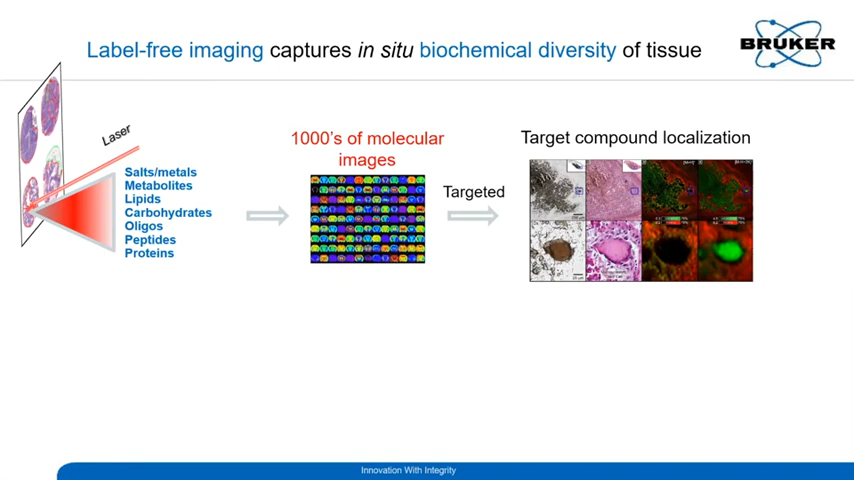 Label-free imaging captures in situ biochemical diversity of tissue
BRUKER
Laser
Salts/metals
Metabolites
Lipids
Carbohydrates
Oligos
Peptides
Proteins
1000's of molecular
images
Targeted
Target compound localization
Innovation With Integrity